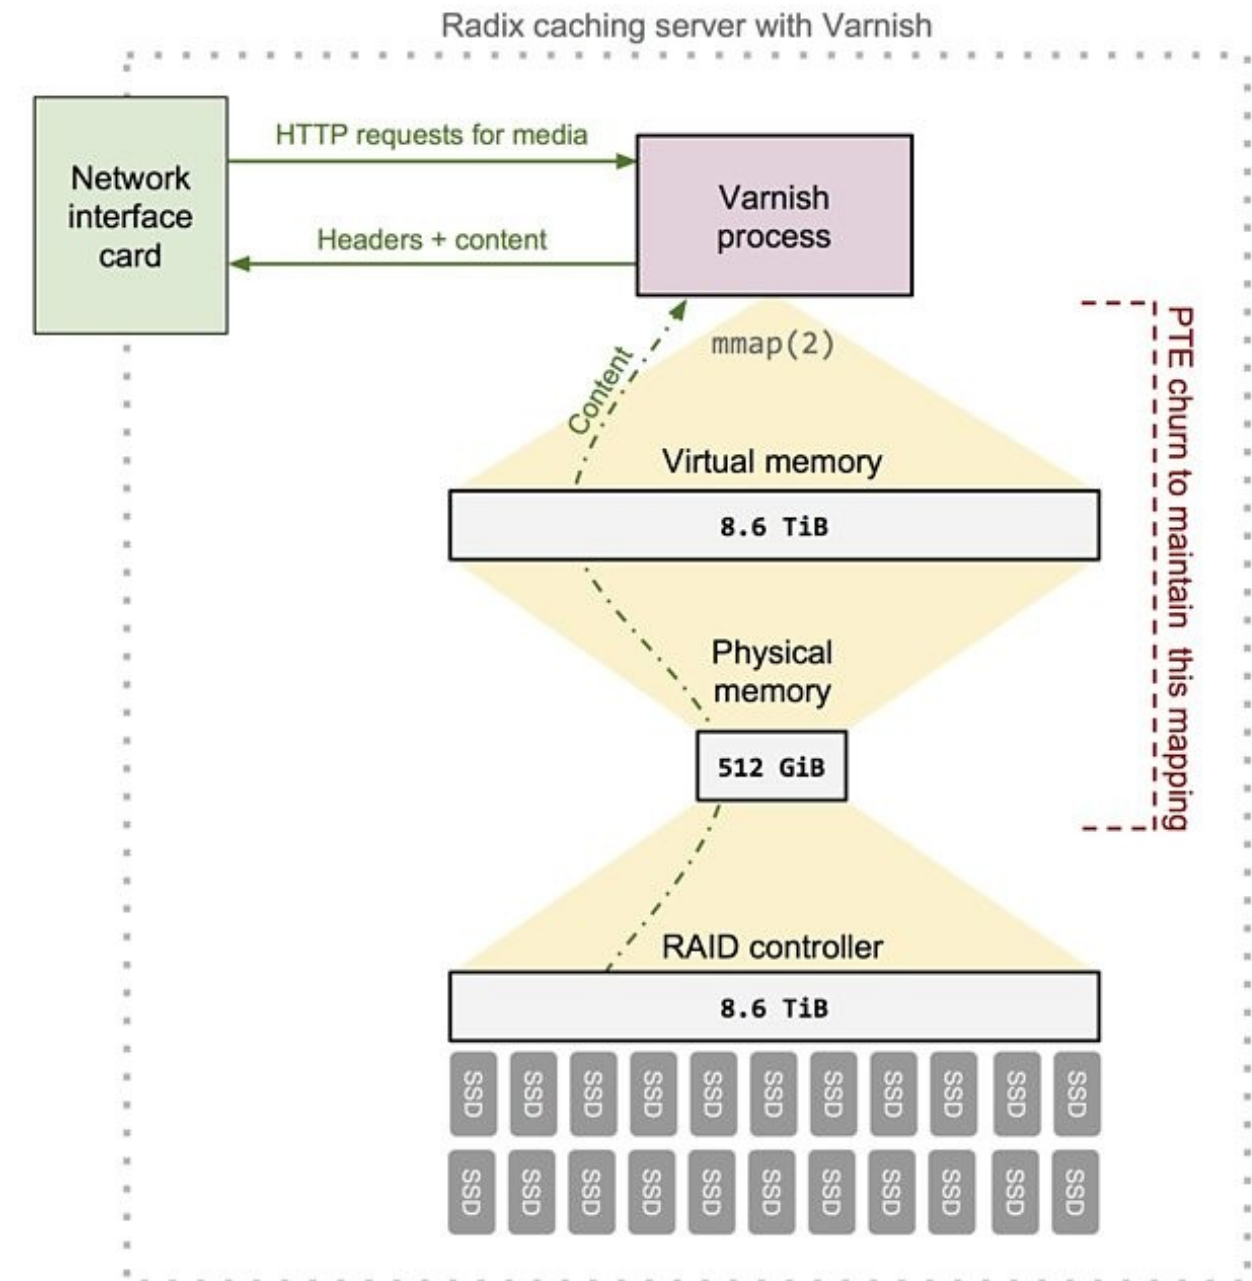 Radix caching server with Varnish
Network
interface
card
HTTP requests for media
Headers + content
Varnish
process
mmap(2)
Content
Virtual memory
8.6 TiB
Physical
memory
512 GiB
PTE churn to maintain this mapping
RAID controller
8.6 TiB
SSD SSD SSD SSD SSD SSD SSD SSD SSD SSD SSD
SSD SSD SSD SSD SSD SSD SSD SSD SSD SSD SSD